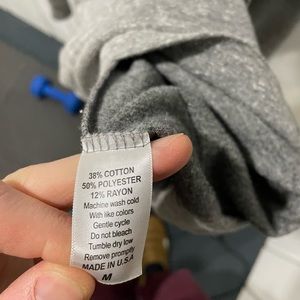 38% COTTON
50% POLYESTER
12% RAYON
Machine wash cold
With like colors
Gentle cycle
Do not bleach
Tumble dry low
Remove promptly
MADE IN U.S.A
M